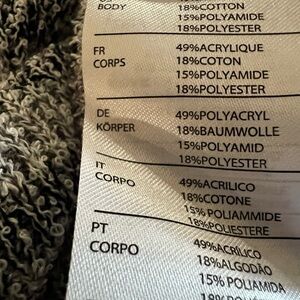 BODY 18%COTTON
15%POLYAMIDE
18%POLYESTER
FR 49%ACRYLIQUE
CORPS 18%COTON
15%POLYAMIDE
18%POLYESTER
DE 49%POLYACRYL
KÖRPER 18%BAUMWOLLE
15%POLYAMID
18%POLYESTER
IT 49%ACRILICO
CORPO 18%COTONE
15% POLIAMMIDE
18%POLIESTERE
PT 49%ACRÍLICO
CORPO 18%ALGODÃO
15% POLIAMIDA